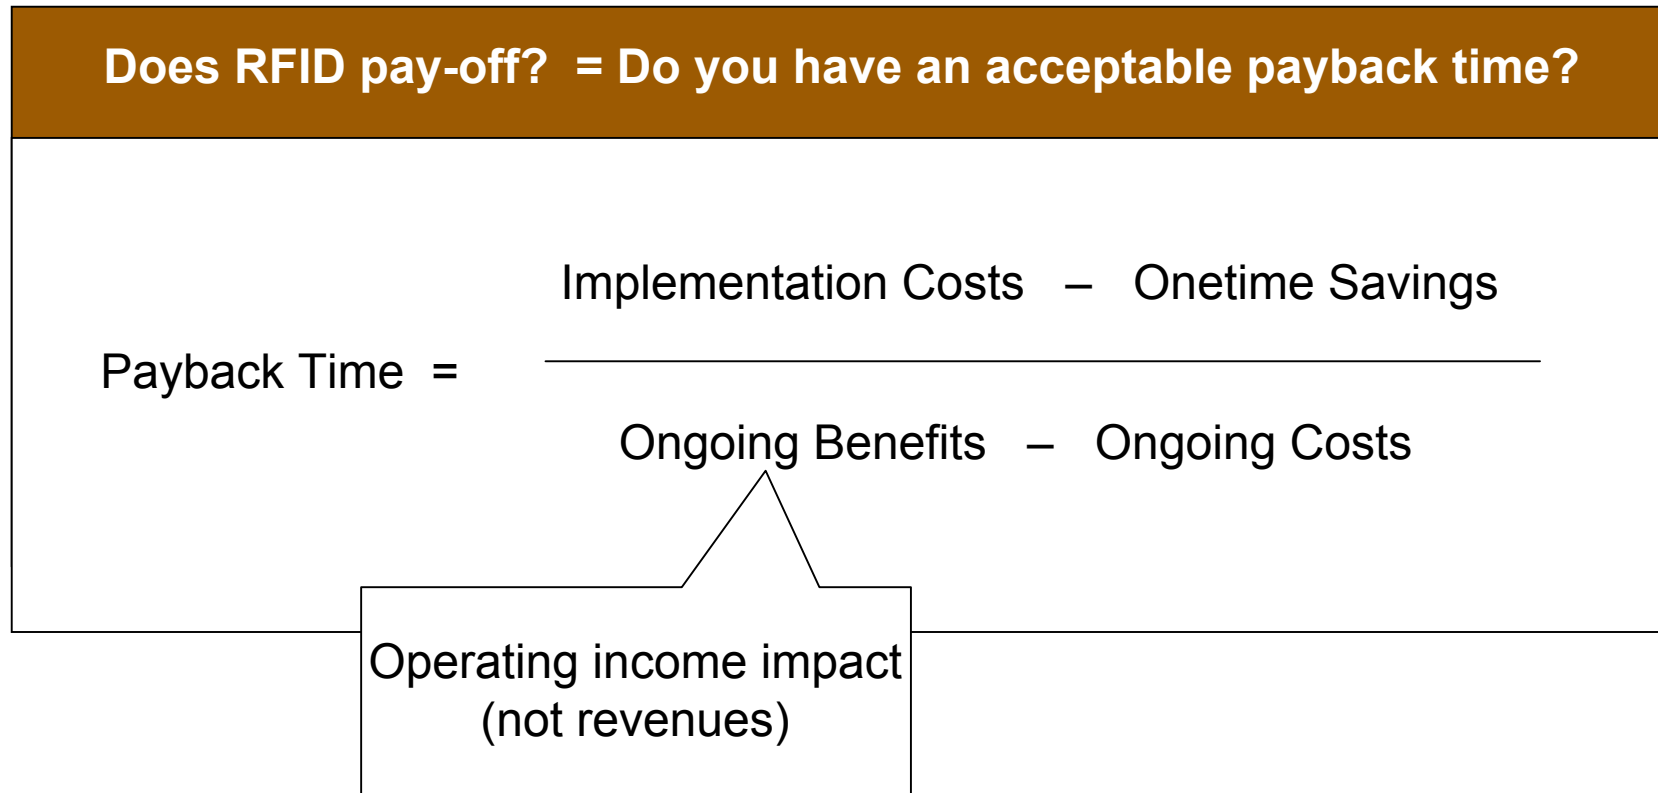 Does RFID pay-off? = Do you have an acceptable payback time?
Implementation Costs – Onetime Savings
Payback Time =
Ongoing Benefits – Ongoing Costs
Operating income impact
(not revenues)